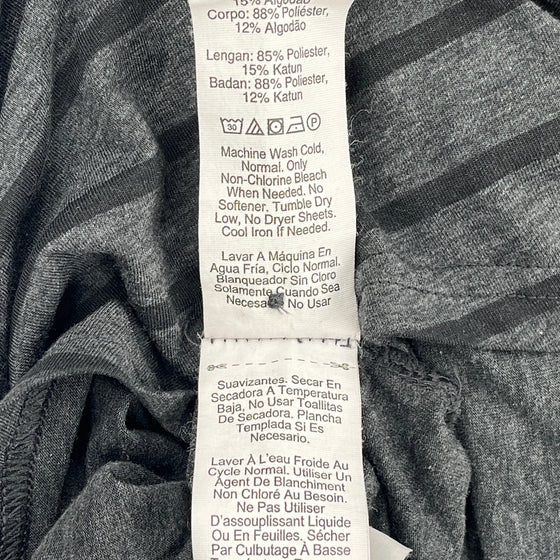 15% Algodão
Corpo: 88% Poliéster,
12% Algodão
Lengan: 85% Poliester,
15% Katun
Badan: 88% Poliester,
12% Katun
30
P
Machine Wash Cold,
Normal. Only
Non-Chlorine Bleach
When Needed. No
Softener, Tumble Dry
Low, No Dryer Sheets.
Cool Iron If Needed.
Lavar A Máquina En
Agua Fría, Ciclo Normal.
Blanqueador Sin Cloro
Solamente Cuando Sea
No Usar
Suavizantes. Secar En
Secadora A Temperatura
Baja, No Usar Toallitas
De Secadora. Plancha
Templada Si Es
Necesario.
Laver À L'eau Froide Au
Cycle Normal. Utiliser Un
Agent De Blanchiment
Non Chloré Au Besoin.
Ne Pas Utiliser
D'assouplissant Liquide
Ou En Feuilles. Sécher
Par Culbutage À Basse